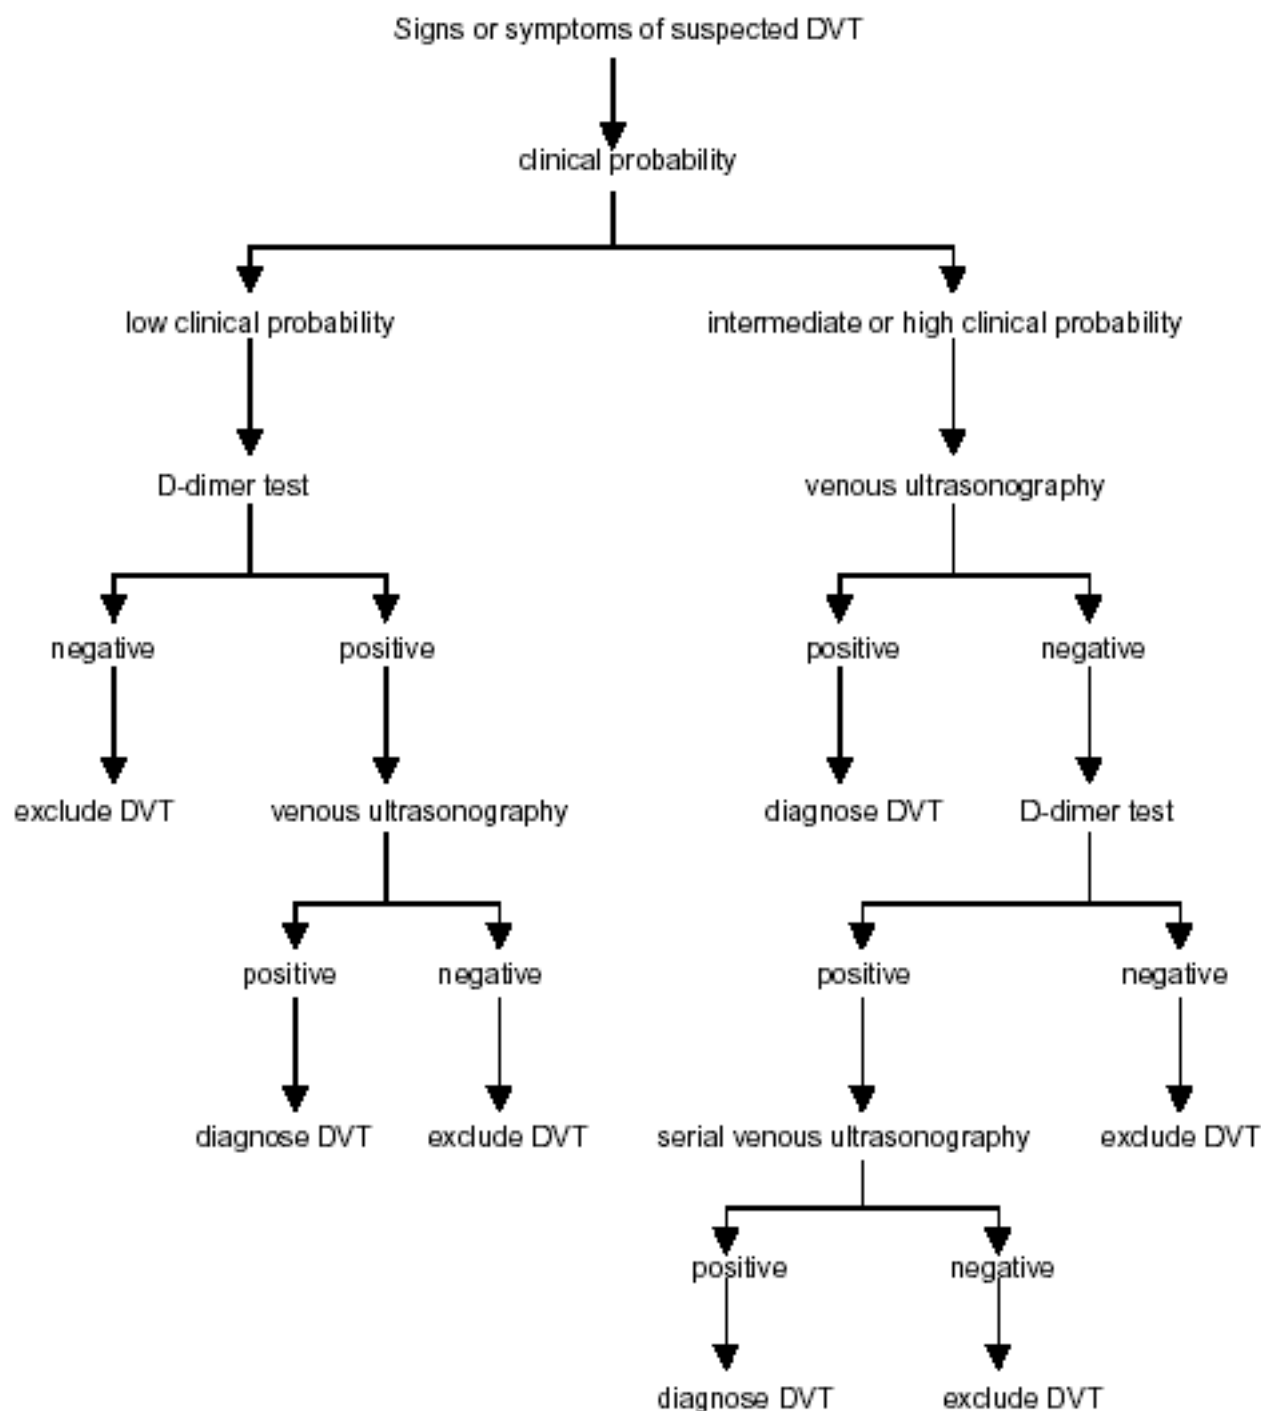 Signs or symptoms of suspected DVT
clinical probability
low clinical probability
intermediate or high clinical probability
D-dimer test
venous ultrasonography
negative
positive
positive
negative
exclude DVT
venous ultrasonography
diagnose DVT
D-dimer test
positive
negative
positive
negative
diagnose DVT
exclude DVT
serial venous ultrasonography
exclude DVT
positive
negative
diagnose DVT
exclude DVT